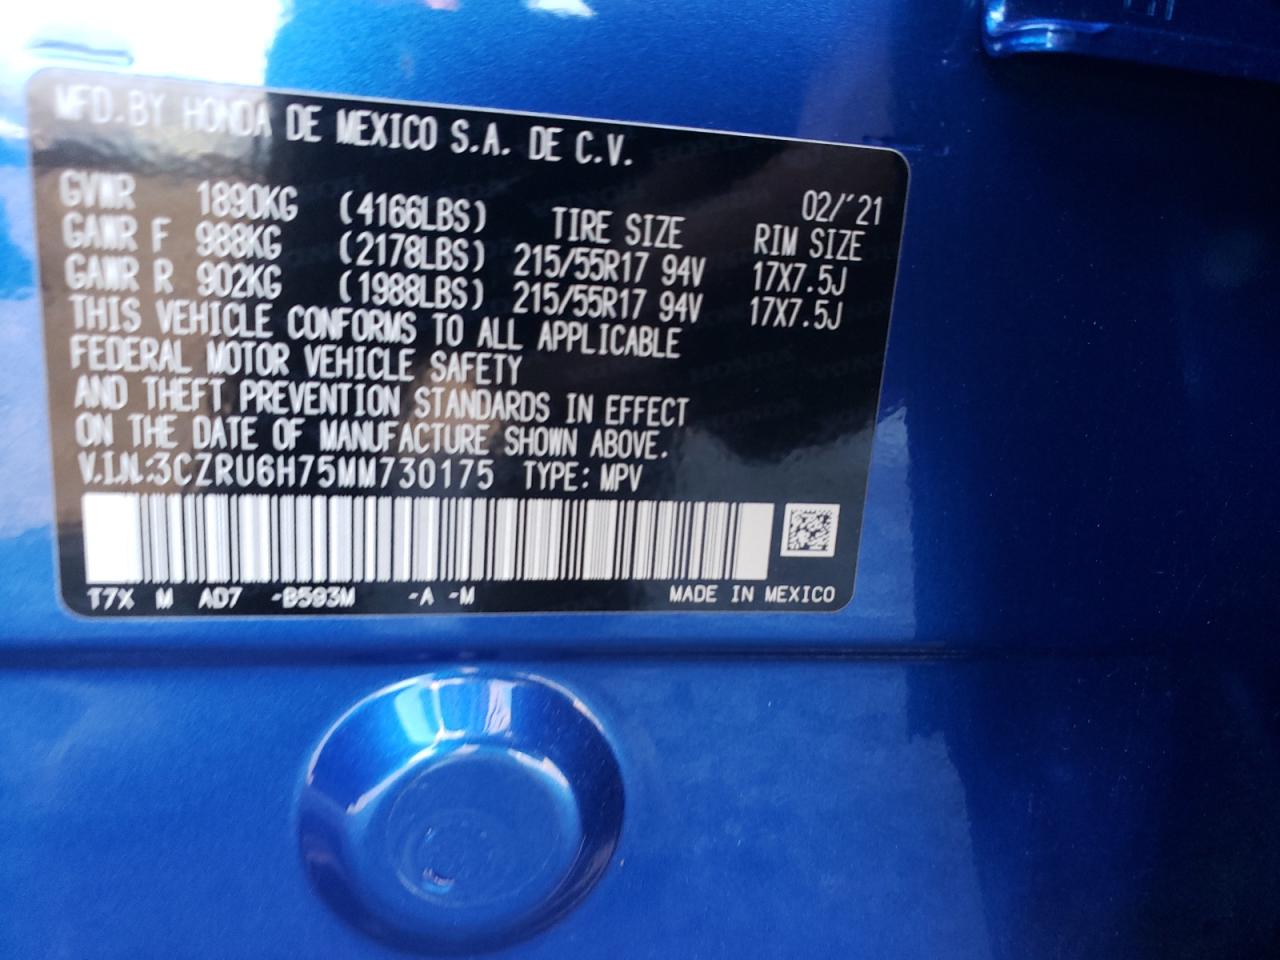 MFD.BY HONDA DE MEXICO S.A. DE C.V.
02/'21
GVWR 1890KG (4166LBS) TIRE SIZE RIM SIZE
GAWR F 988KG (2178LBS) 215/55R17 94V 17X7.5J
GAWR R 902KG (1988LBS) 215/55R17 94V 17X7.5J
THIS VEHICLE CONFORMS TO ALL APPLICABLE
FEDERAL MOTOR VEHICLE SAFETY
AND THEFT PREVENTION STANDARDS IN EFFECT
ON THE DATE OF MANUFACTURE SHOWN ABOVE.
V.I.N.:3CZRU6H75MM730175 TYPE: MPV
T7X M AD7 -B593M -A -M MADE IN MEXICO